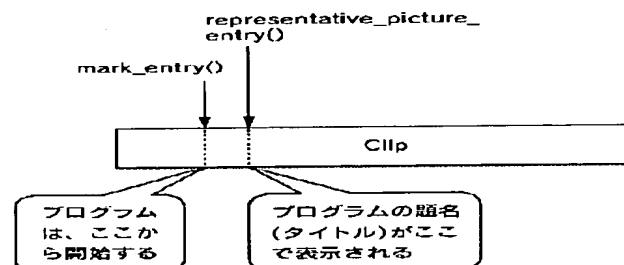 representative_picture_
entry()
mark_entry()
Clip
プログラム
は、ここか
ら開始する
プログラムの題名
(タイトル)がここ
で表示される